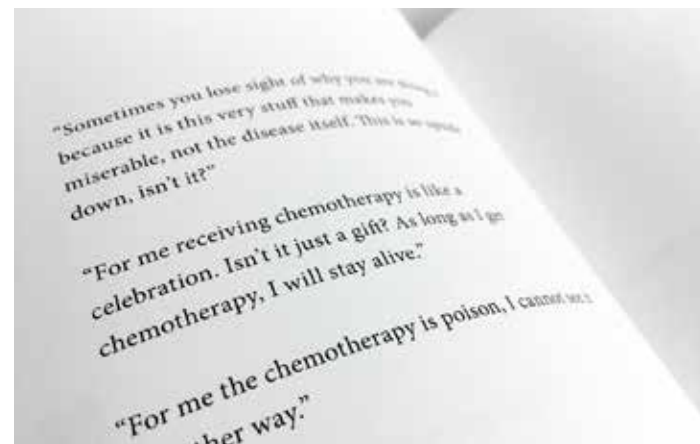 “Sometimes you lose sight of why you are
because it is this very stuff that makes you
miserable, not the disease itself. This is so upside
down, isn’t it?”
“For me receiving chemotherapy is like a
celebration. Isn’t it just a gift? As long as I get
chemotherapy, I will stay alive.”
“For me the chemotherapy is poison, I cannot see it
way.”